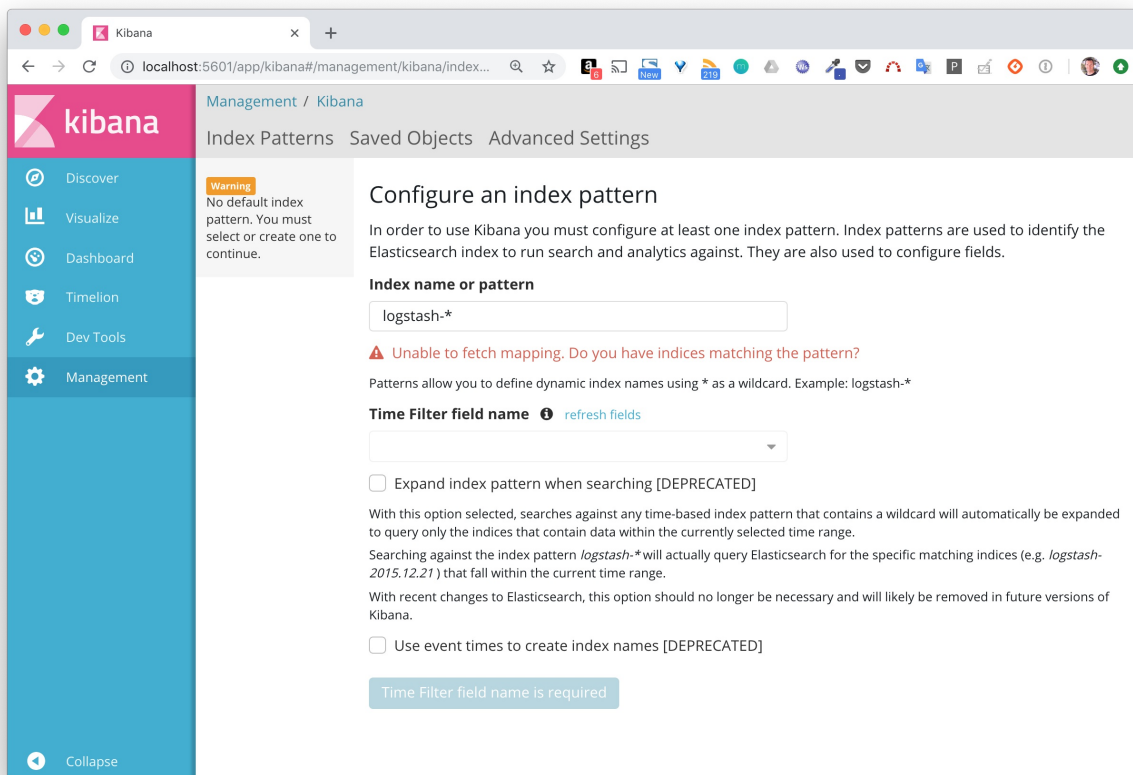 Kibana
localhost:5601/app/kibana#/management/kibana/index...
6
New
219
P
kibana
Management / Kibana
Index Patterns Saved Objects Advanced Settings
Discover
Visualize
Dashboard
Timelion
Dev Tools
Management
Collapse
Warning
No default index
pattern. You must
select or create one to
continue.
Configure an index pattern
In order to use Kibana you must configure at least one index pattern. Index patterns are used to identify the
Elasticsearch index to run search and analytics against. They are also used to configure fields.
Index name or pattern
logstash-*
Unable to fetch mapping. Do you have indices matching the pattern?
Patterns allow you to define dynamic index names using * as a wildcard. Example: logstash-*
Time Filter field name refresh fields
Expand index pattern when searching [DEPRECATED]
With this option selected, searches against any time-based index pattern that contains a wildcard will automatically be expanded
to query only the indices that contain data within the currently selected time range.
Searching against the index pattern logstash-* will actually query Elasticsearch for the specific matching indices (e.g. logstash-
2015.12.21 ) that fall within the current time range.
With recent changes to Elasticsearch, this option should no longer be necessary and will likely be removed in future versions of
Kibana.
Use event times to create index names [DEPRECATED]
Time Filter field name is required